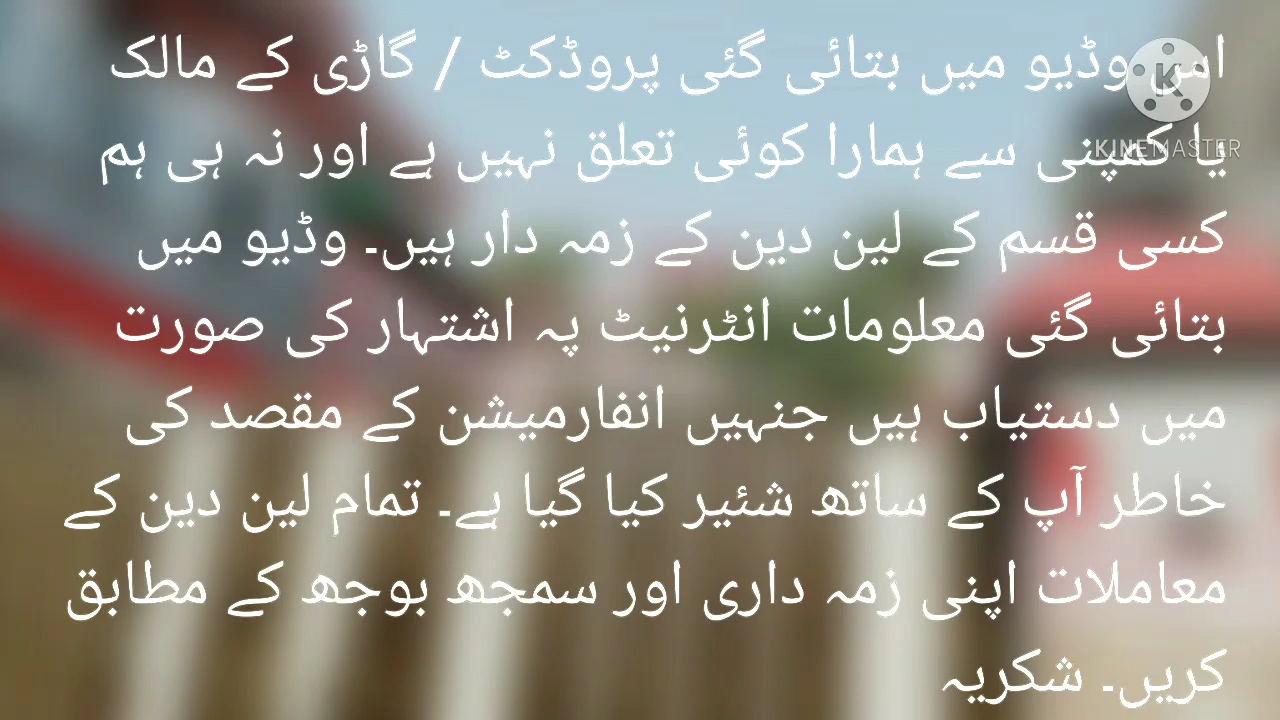 اس وڈیو میں بتائی گئی پروڈکٹ / گاڑی کے مالک
یا کمپنی سے ہمارا کوئی تعلق نہیں ہے اور نہ ہی ہم
کسی قسم کے لین دین کے زمہ دار ہیں۔ وڈیو میں
بتائی گئی معلومات انٹرنیٹ پہ اشتہار کی صورت
میں دستیاب ہیں جنہیں انفارمیشن کے مقصد کی
خاطر آپ کے ساتھ شئیر کیا گیا ہے۔ تمام لین دین کے
معاملات اپنی زمہ داری اور سمجھ بوجھ کے مطابق
کریں۔ شکریہ
K
KINEMASTER